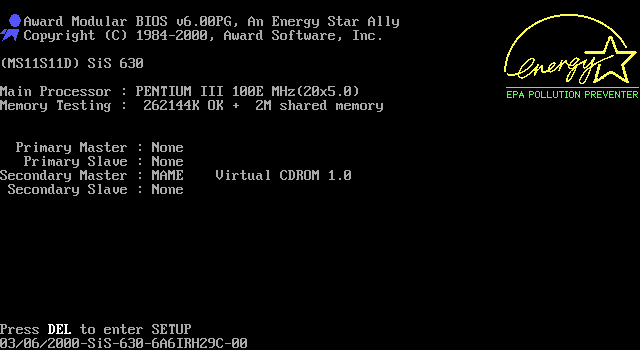 Award Modular BIOS v6.00PG, An Energy Star Ally
Copyright (C) 1984-2000, Award Software, Inc.
energy
EPA POLLUTION PREVENTER
(MS11S11D) SiS 630
Main Processor : PENTIUM III 100E MHz(20x5.0)
Memory Testing :  262144K OK +  2M shared memory
Primary Master : None
Primary Slave : None
Secondary Master : MAME    Virtual CDROM 1.0
Secondary Slave : None
Press DEL to enter SETUP
03/06/2000-SiS-630-6A6IRH29C-00